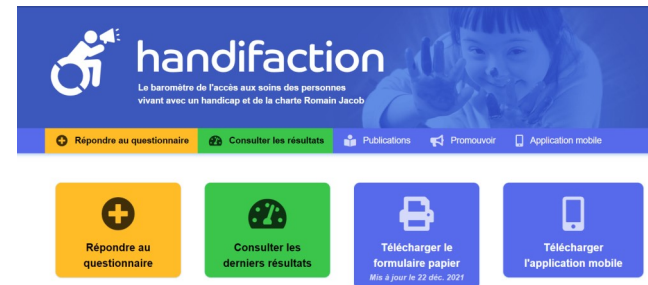 handifaction
Le baromètre de l'accès aux soins des personnes
vivant avec un handicap et de la charte Romain
Jacob
Répondre au questionnaire
Consulter les résultats
Publications
Promouvoir
Application mobile
Répondre au
questionnaire
Consulter les
derniers résultats
Télécharger le
formulaire papier
Mis à jour le 22 déc. 2021
Télécharger
l'application mobile